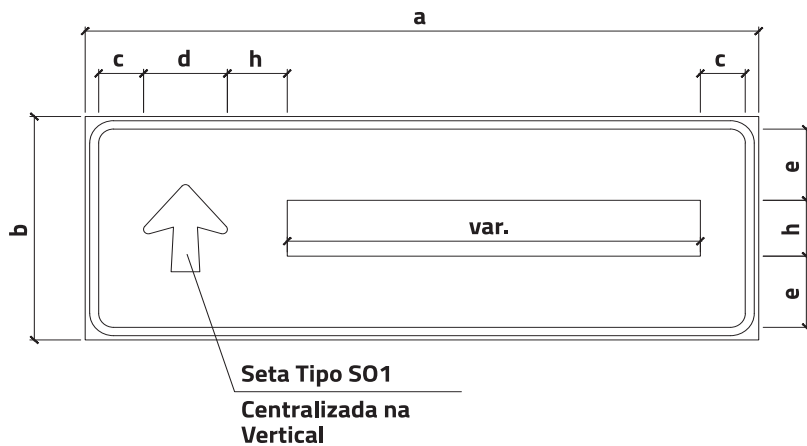 a
c d h c
e
b var. h
e
Seta Tipo SO1
Centralizada na
Vertical